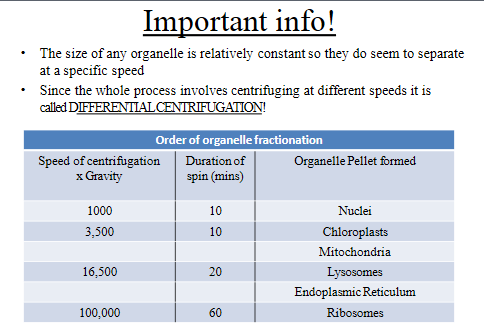 Important info!
• The size of any organelle is relatively constant so they do seem to separate
at a specific speed
• Since the whole process involves centrifuging at different speeds it is
called DIFFERENTIAL CENTRIFUGATION!
Order of organelle fractionation
Speed of centrifugation x Gravity | Duration of spin (mins) | Organelle Pellet formed
1000 | 10 | Nuclei
3,500 | 10 | Chloroplasts
Mitochondria
16,500 | 20 | Lysosomes
Endoplasmic Reticulum
100,000 | 60 | Ribosomes